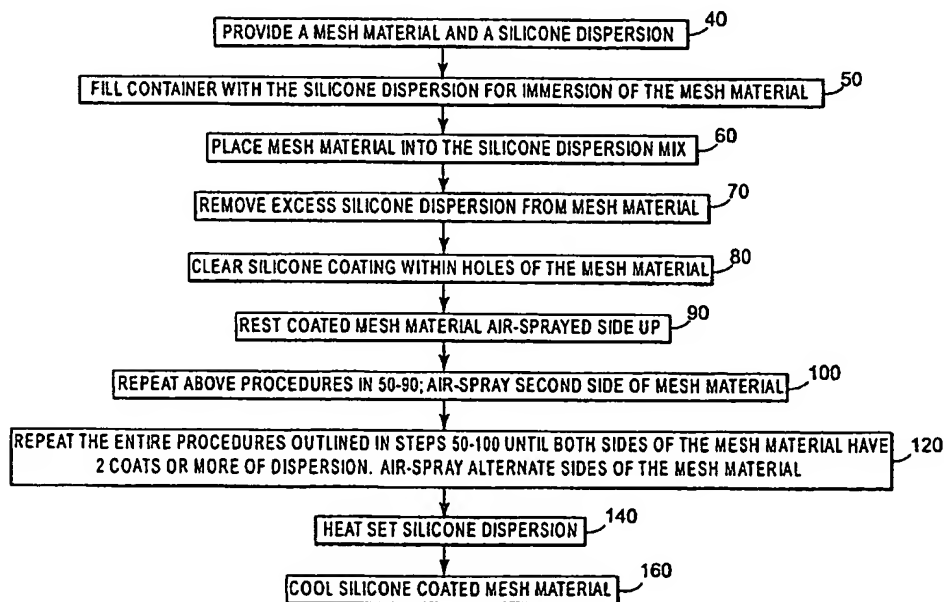 PROVIDE A MESH MATERIAL AND A SILICONE DISPERSION 40
FILL CONTAINER WITH THE SILICONE DISPERSION FOR IMMERSION OF THE MESH MATERIAL 50
PLACE MESH MATERIAL INTO THE SILICONE DISPERSION MIX 60
REMOVE EXCESS SILICONE DISPERSION FROM MESH MATERIAL 70
CLEAR SILICONE COATING WITHIN HOLES OF THE MESH MATERIAL 80
REST COATED MESH MATERIAL AIR-SPRAYED SIDE UP 90
REPEAT ABOVE PROCEDURES IN 50-90; AIR-SPRAY SECOND SIDE OF MESH MATERIAL 100
REPEAT THE ENTIRE PROCEDURES OUTLINED IN STEPS 50-100 UNTIL BOTH SIDES OF THE MESH MATERIAL HAVE 120
2 COATS OR MORE OF DISPERSION. AIR-SPRAY ALTERNATE SIDES OF THE MESH MATERIAL
HEAT SET SILICONE DISPERSION 140
COOL SILICONE COATED MESH MATERIAL 160